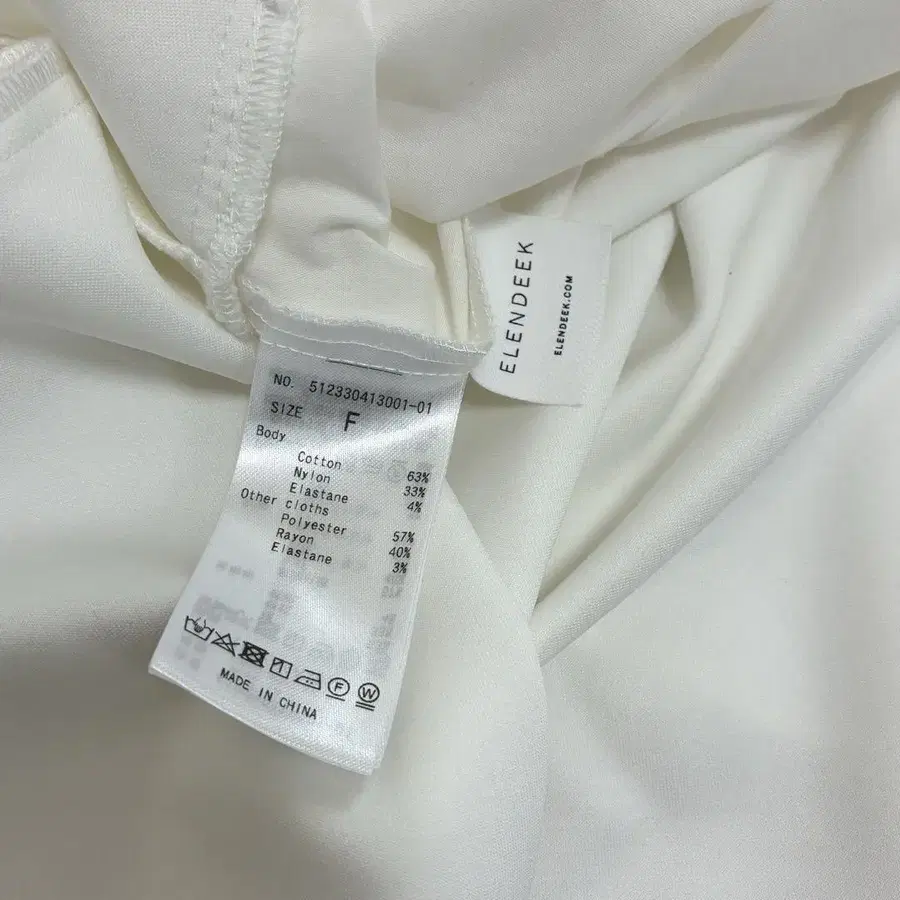 NO. 512330413001-01
SIZE F
Body
Cotton 63%
Nylon 33%
Elastane 4%
Other cloths
Polyester 57%
Rayon 40%
Elastane 3%
F W
MADE IN CHINA
ELENDEEK
ELENDEEK.COM